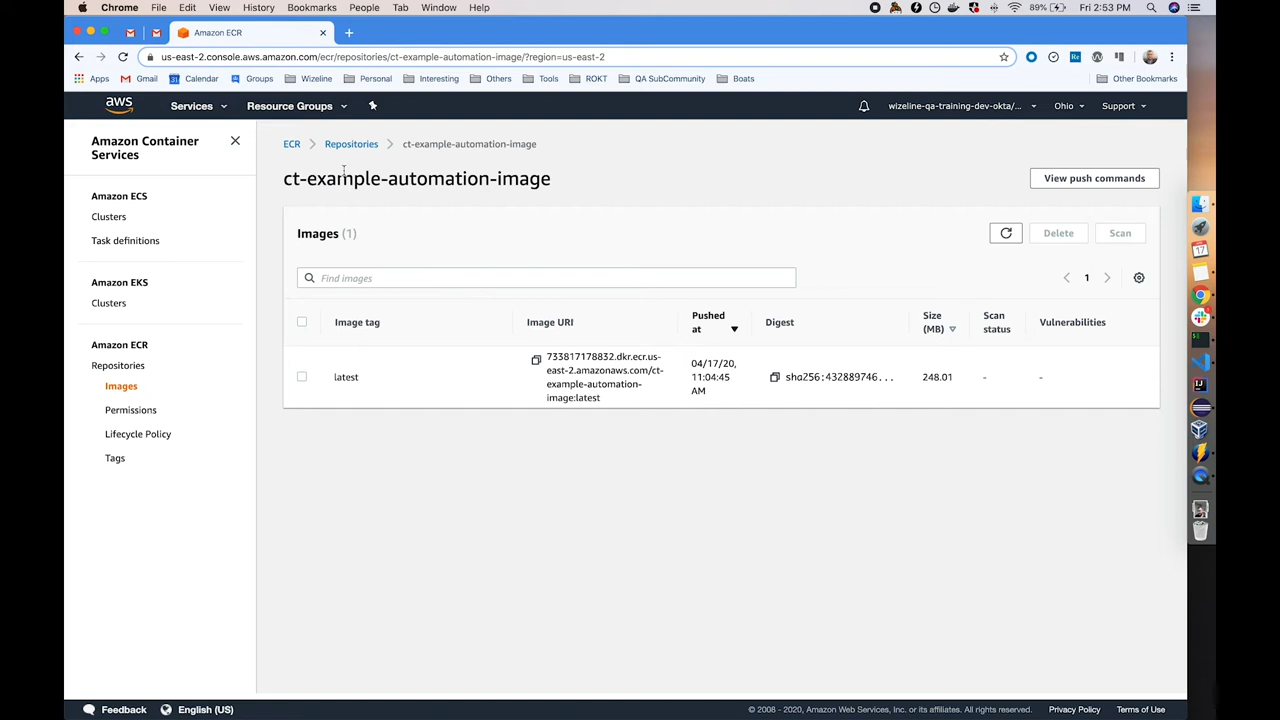 Chrome File Edit View History Bookmarks People Tab Window Help 89% Fri 2:53 PM
Amazon ECR
us-east-2.console.aws.amazon.com/ecr/repositories/ct-example-automation-image/?region=us-east-2
Apps Gmail Calendar Groups Wizeline Personal Interesting Others Tools ROKT QA SubCommunity Boats Other Bookmarks
aws Services Resource Groups wizeline-qa-training-dev-okta/... Ohio Support
Amazon Container
Services
Amazon ECS
Clusters
Task definitions
Amazon EKS
Clusters
Amazon ECR
Repositories
Images
Permissions
Lifecycle Policy
Tags
ECR Repositories ct-example-automation-image
ct-example-automation-image
View push commands
Images (1)
Delete
Scan
Find images
1
Image tag
Image URI
Pushed
at
Digest
Size
(MB)
Scan
status
Vulnerabilities
latest
733817178832.dkr.ecr.us-
east-2.amazonaws.com/ct-
example-automation-
image:latest
04/17/20,
11:04:45
AM
sha256:432889746...
248.01
-
-
Feedback English (US)
© 2008 - 2020, Amazon Web Services, Inc. or its affiliates. All rights reserved. Privacy Policy Terms of Use